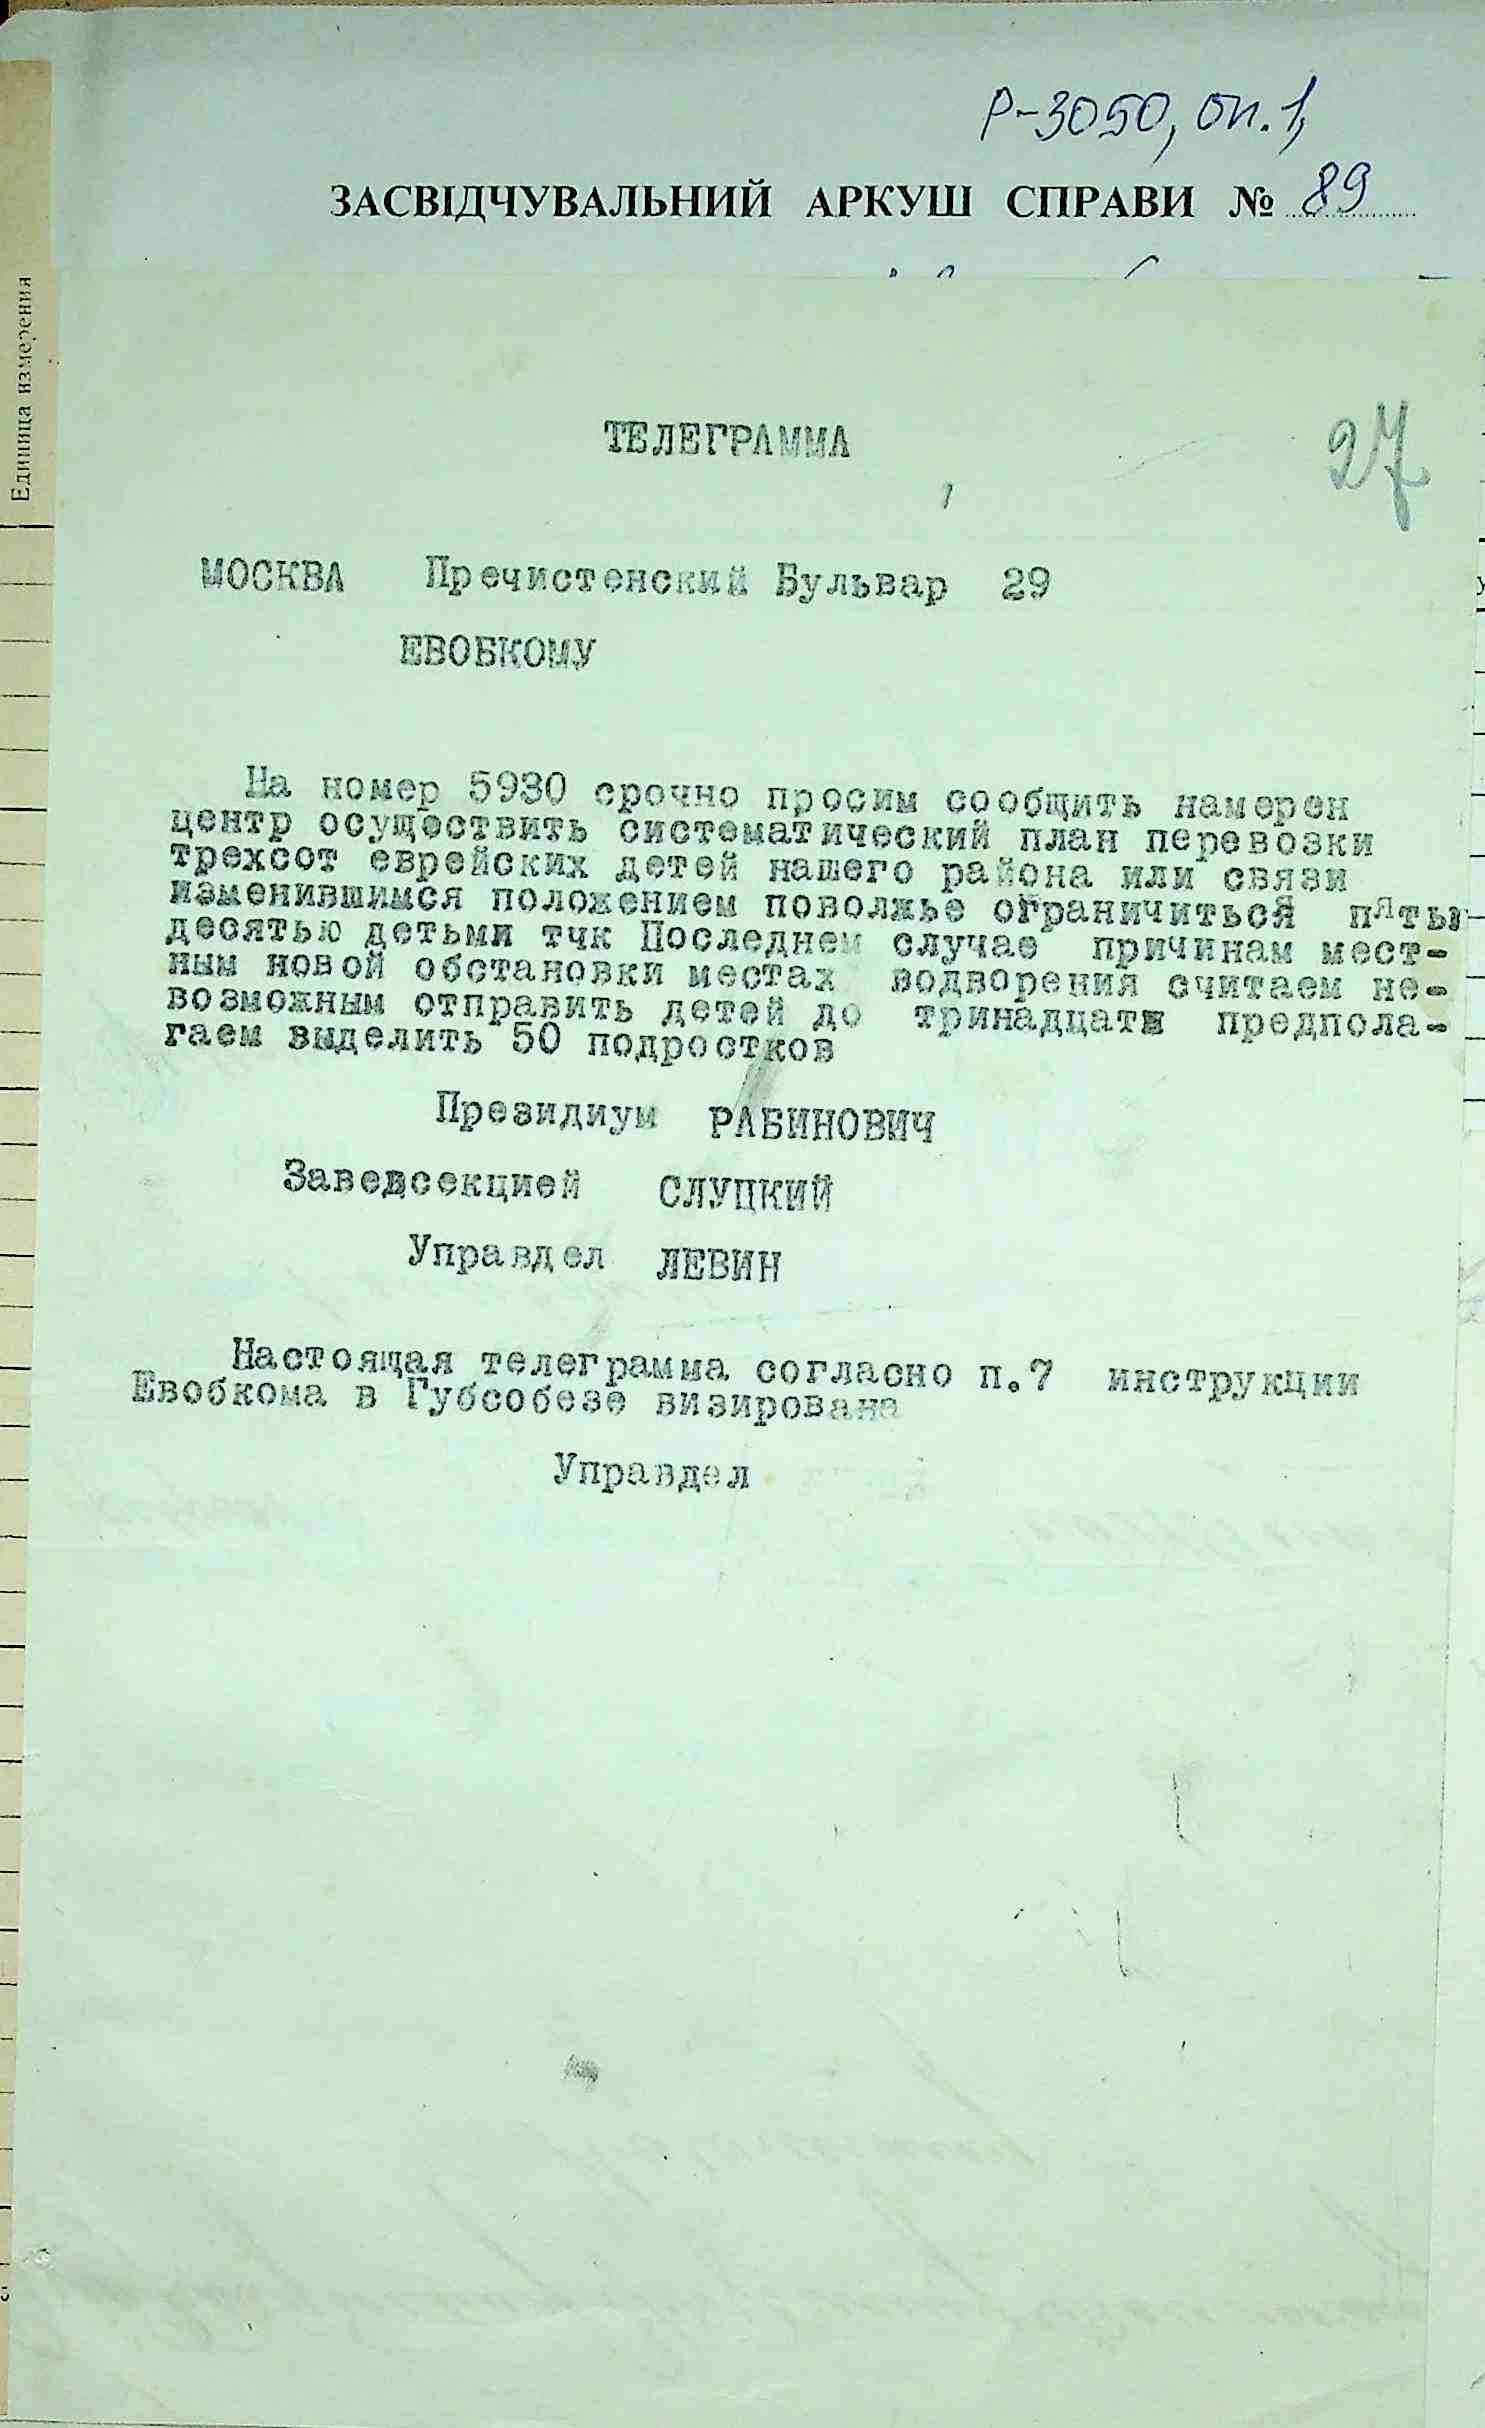 Р-3050, оп. 1,
ЗАСВІДЧУВАЛЬНИЙ АРКУШ СПРАВИ № 89
Единица измерения
ТЕЛЕГРАММА
27
МОСКВА Пречистенский Бульвар 29
ЕВОБКОМУ
На номер 5930 срочно просим сообщить намерен
центр осуществить систематический план перевозки
трехсот еврейских детей нашего района или связи
изменившимся положением поволжье ограничиться пятью
десятью детьми тчк Последнем случае причинам мест-
ным новой обстановки местах водворения считаем не-
возможным отправить детей до тринадцати предпола-
гаем выделить 50 подростков
Президиум РАБИНОВИЧ
Заведсекцией СЛУЦКИЙ
Управдел ЛЕВИН
Настоящая телеграмма согласно п.7 инструкции
Евобкома в Губсобезе визирована
Управдел